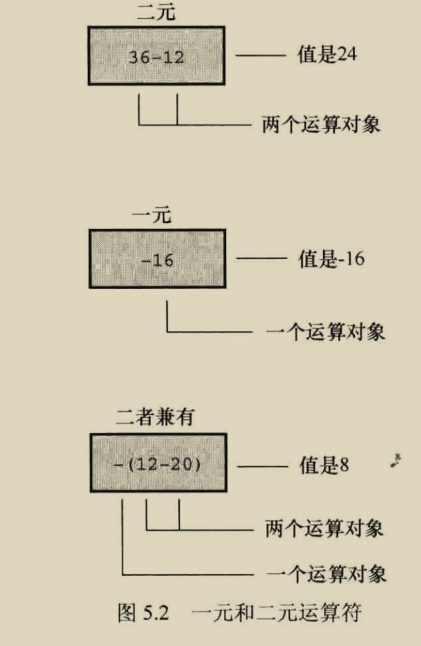 二元
36-12
值是24
两个运算对象
一元
-16
值是-16
一个运算对象
二者兼有
-(12-20)
值是8
两个运算对象
一个运算对象
图 5.2 一元和二元运算符